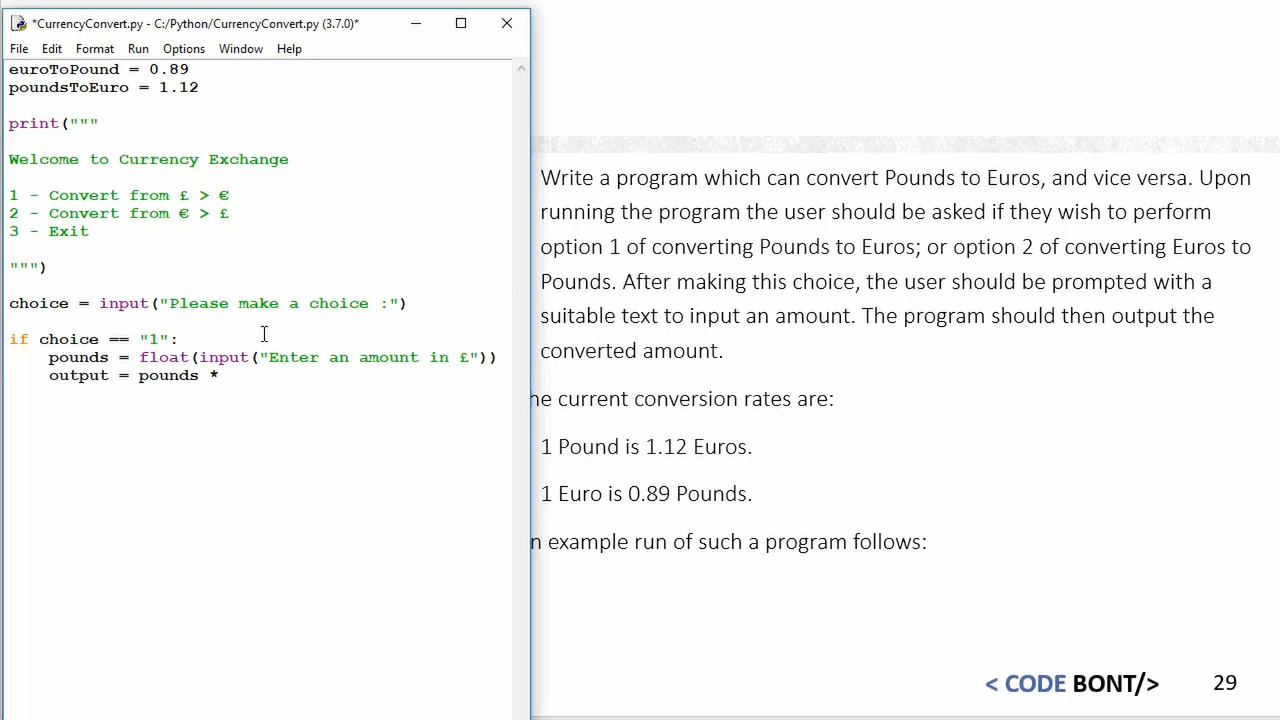 *CurrencyConvert.py - C:/Python/CurrencyConvert.py (3.7.0)*
File Edit Format Run Options Window Help
euroToPound = 0.89
poundsToEuro = 1.12
print("""
Welcome to Currency Exchange
1 - Convert from £ > €
2 - Convert from € > £
3 - Exit
""")
choice = input("Please make a choice :")
if choice == "1":
    pounds = float(input("Enter an amount in £"))
    output = pounds *
Write a program which can convert Pounds to Euros, and vice versa. Upon
running the program the user should be asked if they wish to perform
option 1 of converting Pounds to Euros; or option 2 of converting Euros to
Pounds. After making this choice, the user should be prompted with a
suitable text to input an amount. The program should then output the
converted amount.
he current conversion rates are:
1 Pound is 1.12 Euros.
1 Euro is 0.89 Pounds.
n example run of such a program follows:
< CODE BONT/>
29